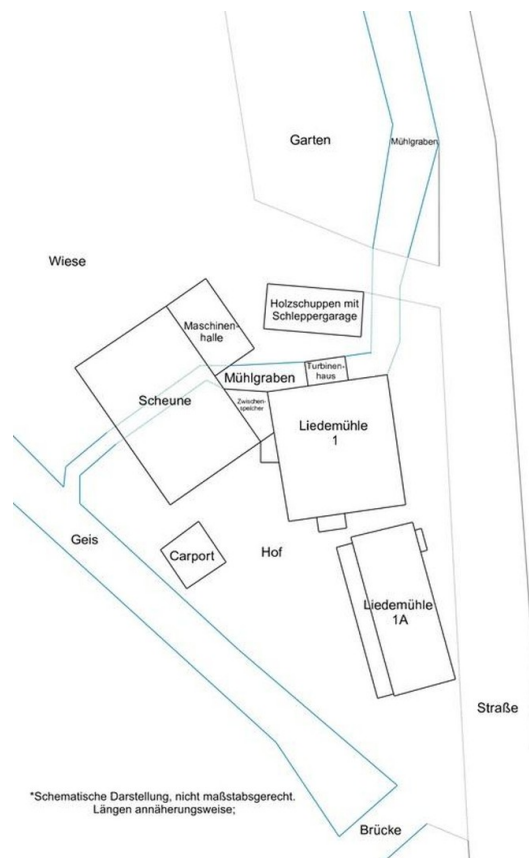 Garten
Mühlgraben
Wiese
Holzschuppen mit
Schleppergarage
Maschinen-
halle
Turbinen-
haus
Mühlgraben
Scheune
Zwischen-
speicher
Liedemühle
1
Geis
Carport
Hof
Liedemühle
1A
Straße
*Schematische Darstellung, nicht maßstabsgerecht.
Längen annäherungsweise;
Brücke